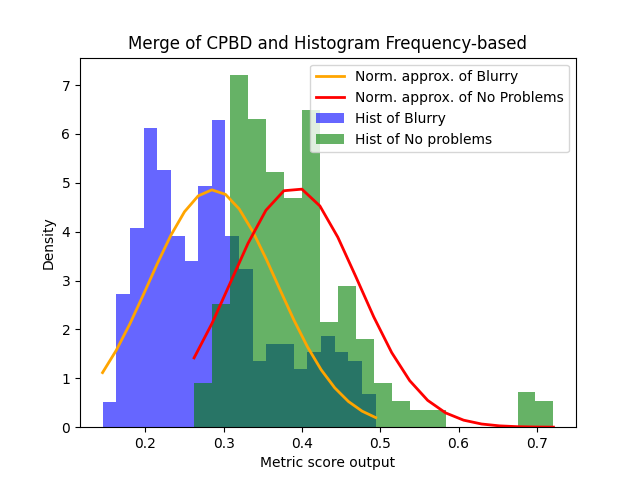 Merge of CPBD and Histogram Frequency-based
Norm. approx. of Blurry
Norm. approx. of No Problems
Hist of Blurry
Hist of No problems
Density
7
6
5
4
3
2
1
0
0.2
0.3
0.4
0.5
0.6
0.7
Metric score output